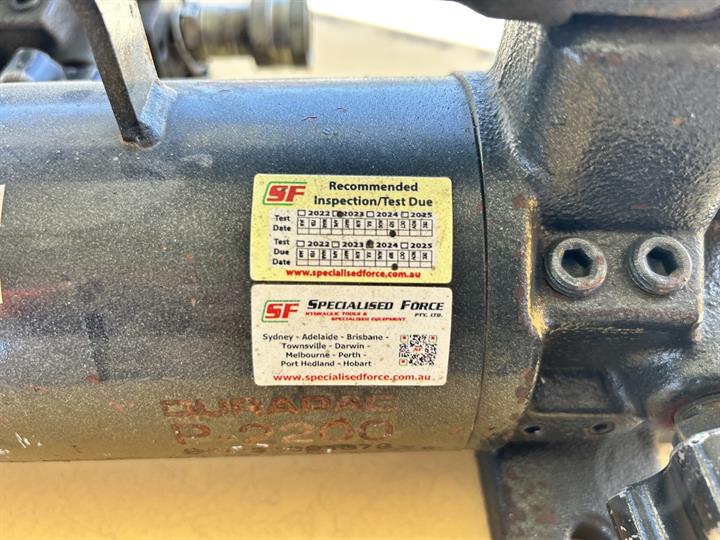 SF
Recommended
Inspection/Test Due
Test 2022 2023 2024 2025
Date
Test 2022 2023 2024 2025
Due
Date
www.specialisedforce.com.au
SF SPECIALISED FORCE
HYDRAULIC TOOLS & PTY. LTD.
SPECIALISED EQUIPMENT
Sydney - Adelaide - Brisbane -
Townsville - Darwin -
Melbourne - Perth -
Port Hedland - Hobart
www.specialisedforce.com.au
DURAPAC
P-2200